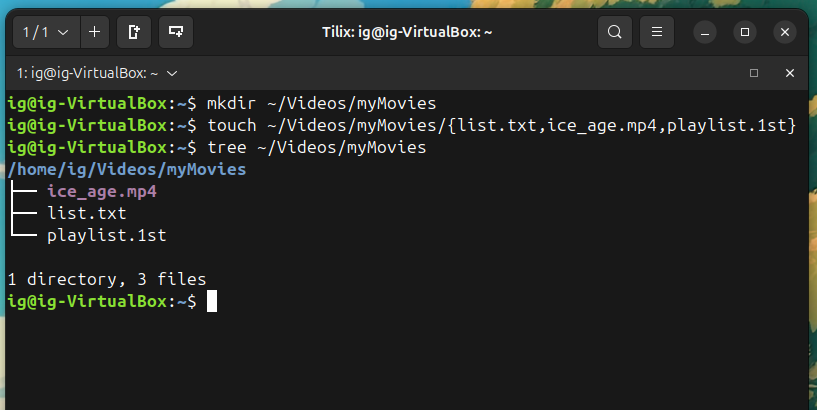 1 / 1
Tilix: ig@ig-VirtualBox: ~
1: ig@ig-VirtualBox: ~
ig@ig-VirtualBox:~$ mkdir ~/Videos/myMovies
ig@ig-VirtualBox:~$ touch ~/Videos/myMovies/{list.txt,ice_age.mp4,playlist.1st}
ig@ig-VirtualBox:~$ tree ~/Videos/myMovies
/home/ig/Videos/myMovies
├── ice_age.mp4
├── list.txt
└── playlist.1st
1 directory, 3 files
ig@ig-VirtualBox:~$